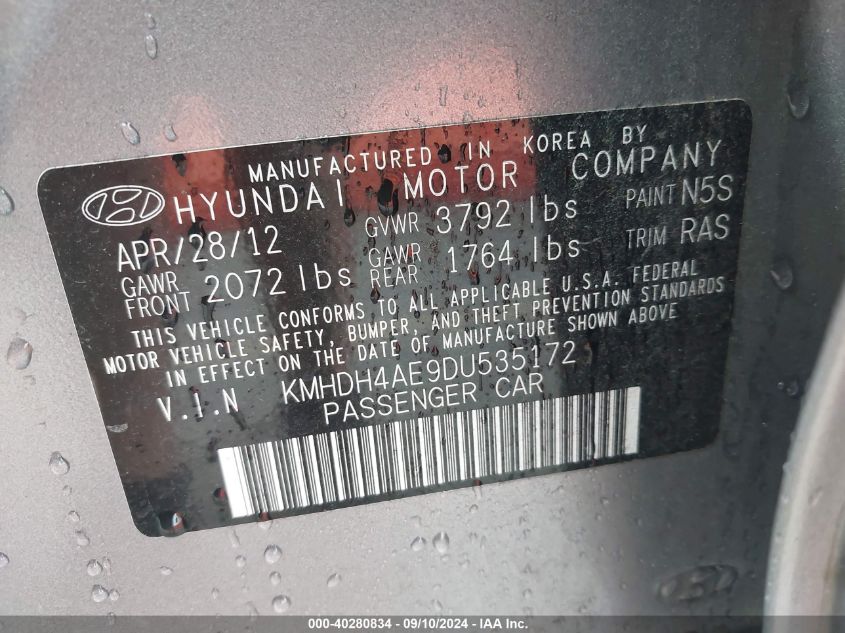 MANUFACTURED IN KOREA BY
HYUNDAI MOTOR COMPANY
APR/28/12 GVWR 3792 lbs PAINT N5S
GAWR FRONT 2072 lbs GAWR REAR 1764 lbs TRIM RAS
THIS VEHICLE CONFORMS TO ALL APPLICABLE U.S.A. FEDERAL
MOTOR VEHICLE SAFETY, BUMPER, AND THEFT PREVENTION STANDARDS
IN EFFECT ON THE DATE OF MANUFACTURE SHOWN ABOVE
V.I.N KMHDH4AE9DU535172
PASSENGER CAR
000-40280834 - 09/10/2024 - IAA Inc.